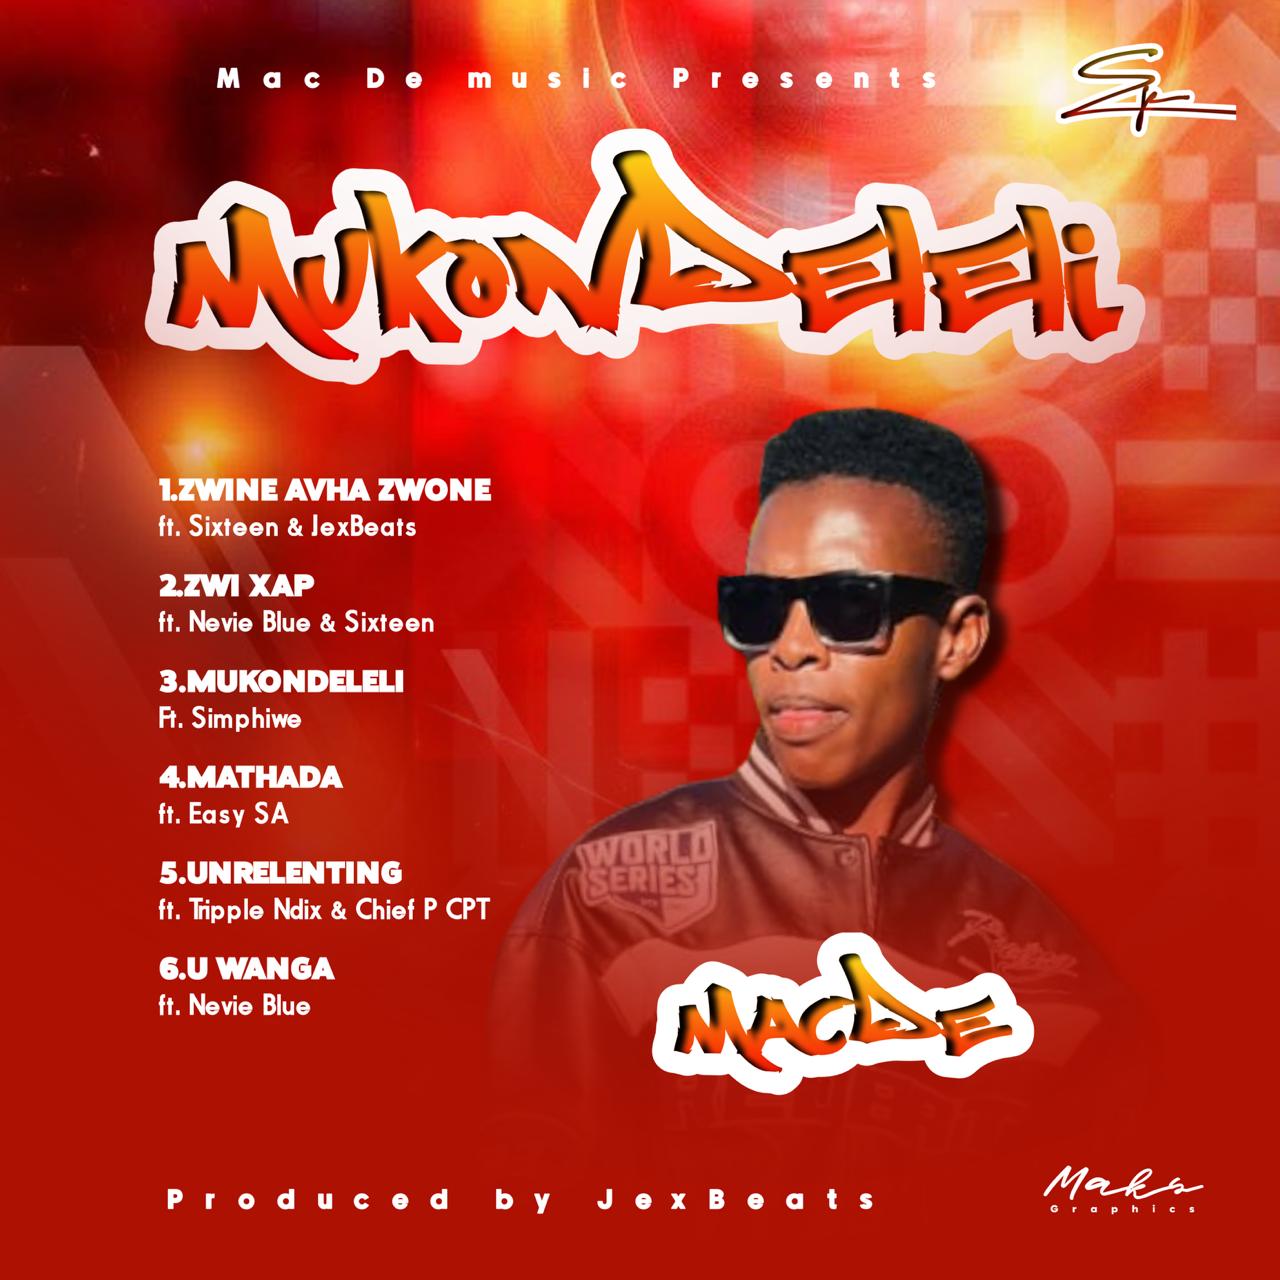 Mac De music Presents
MukonDeleli
1.ZWINE AVHA ZWONE
ft. Sixteen & JexBeats
2.ZWI XAP
ft. Nevie Blue & Sixteen
3.MUKONDELELI
Ft. Simphiwe
4.MATHADA
ft. Easy SA
5.UNRELENTING
ft. Tripple Ndix & Chief P CPT
6.U WANGA
ft. Nevie Blue
WORLD
SERIES
MACDE
Produced by JexBeats
Maks
Graphics